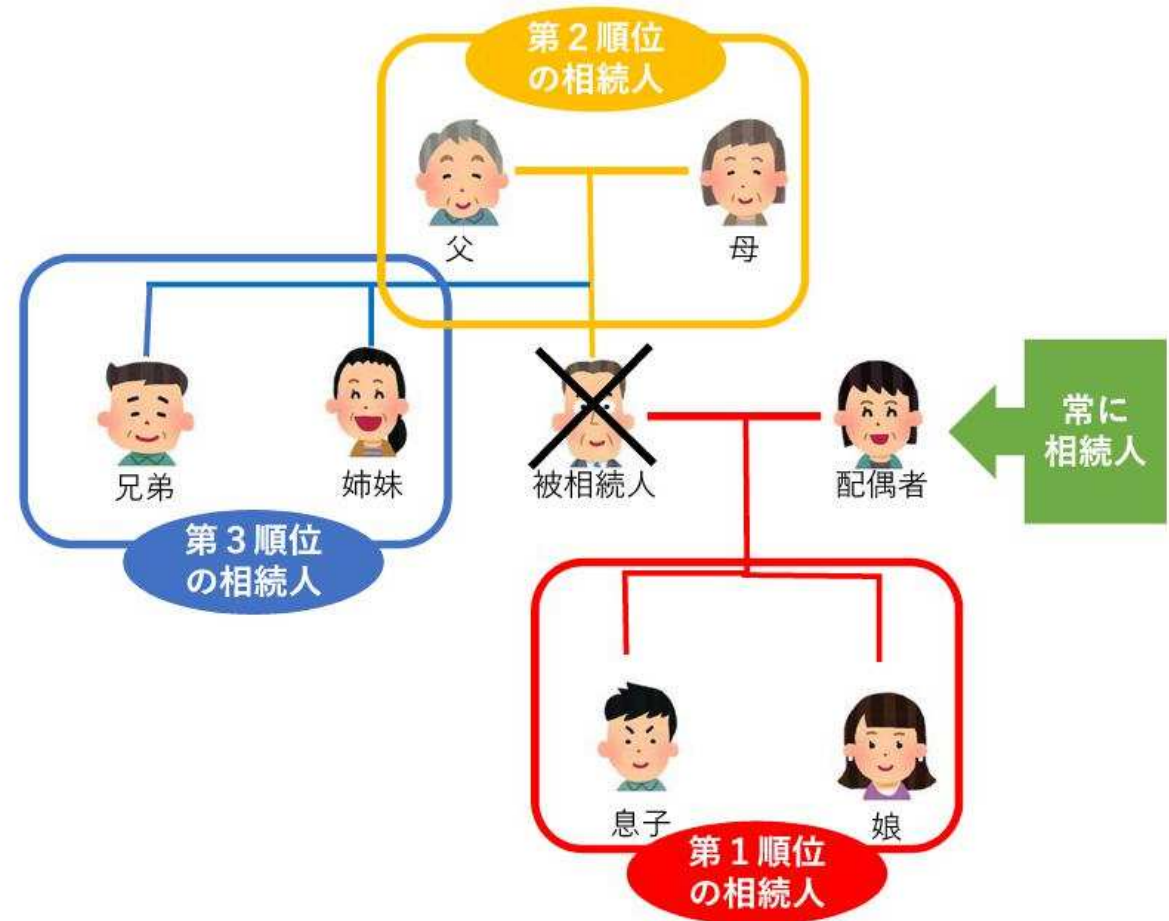 第２順位
の相続人
父
母
兄弟
姉妹
被相続人
配偶者
常に
相続人
第３順位
の相続人
息子
娘
第１順位
の相続人